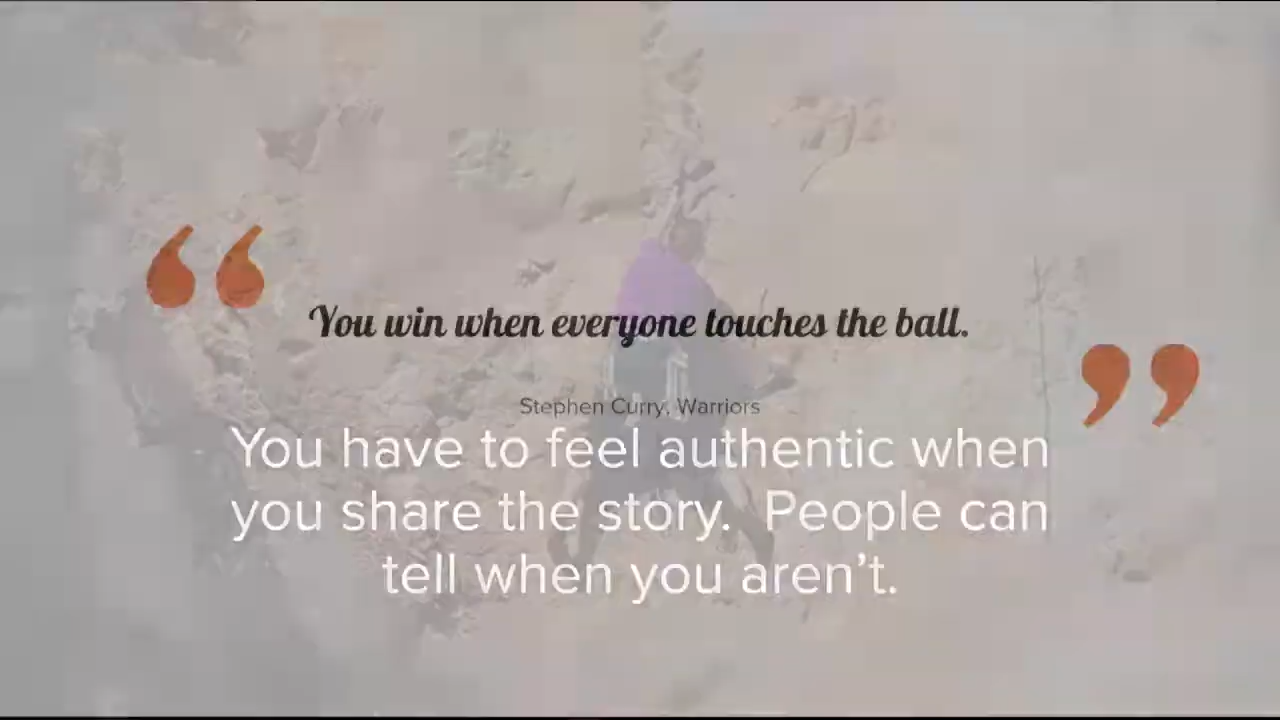 “
You win when everyone touches the ball.
”
Stephen Curry, Warriors
You have to feel authentic when
you share the story.  People can
tell when you aren’t.